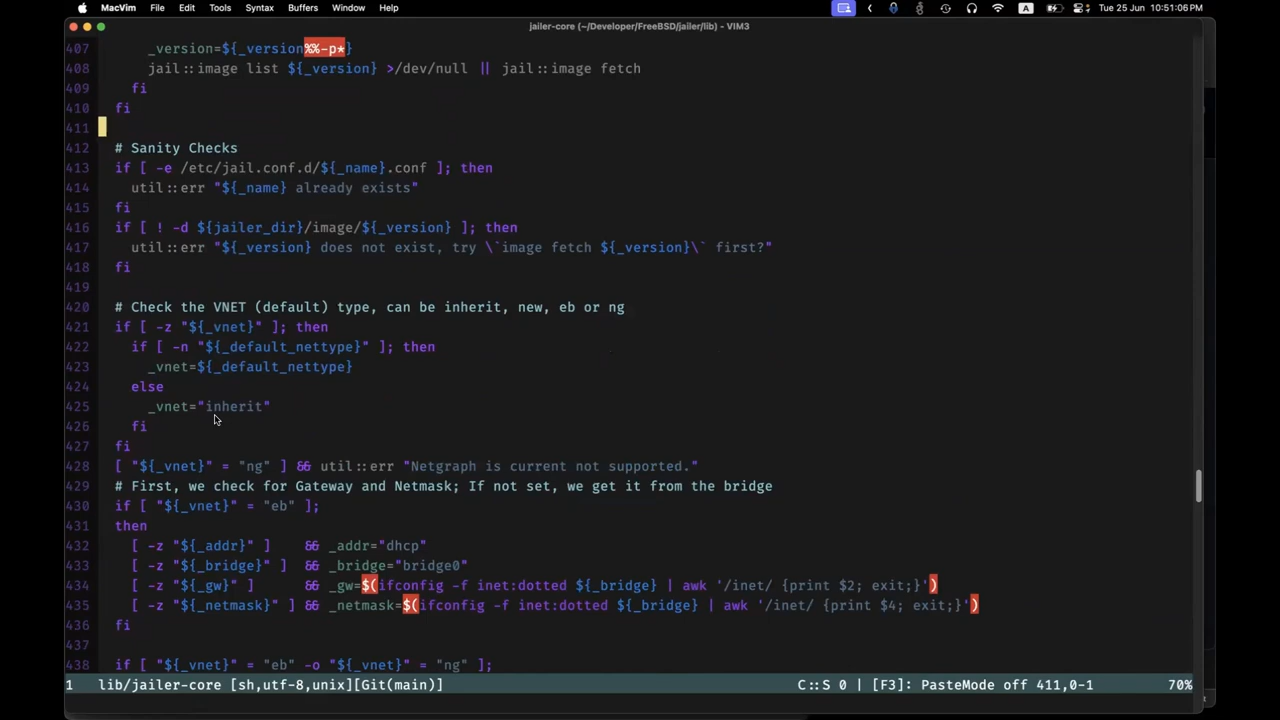 MacVim File Edit Tools Syntax Buffers Window Help A Tue 25 Jun 10:51:06 PM
jailer-core (~/Developer/FreeBSD/jailer/lib) - VIM3
407 _version=${_version%%-p*}
408 jail::image list ${_version} >/dev/null || jail::image fetch
409 fi
410 fi
411
412 # Sanity Checks
413 if [ -e /etc/jail.conf.d/${_name}.conf ]; then
414 util::err "${_name} already exists"
415 fi
416 if [ ! -d ${jailer_dir}/image/${_version} ]; then
417 util::err "${_version} does not exist, try \`image fetch ${_version}\` first?"
418 fi
419
420 # Check the VNET (default) type, can be inherit, new, eb or ng
421 if [ -z "${_vnet}" ]; then
422 if [ -n "${_default_nettype}" ]; then
423 _vnet=${_default_nettype}
424 else
425 _vnet="inherit"
426 fi
427 fi
428 [ "${_vnet}" = "ng" ] && util::err "Netgraph is current not supported."
429 # First, we check for Gateway and Netmask; If not set, we get it from the bridge
430 if [ "${_vnet}" = "eb" ];
431 then
432 [ -z "${_addr}" ] && _addr="dhcp"
433 [ -z "${_bridge}" ] && _bridge="bridge0"
434 [ -z "${_gw}" ] && _gw=$(ifconfig -f inet:dotted ${_bridge} | awk '/inet/ {print $2; exit;}')
435 [ -z "${_netmask}" ] && _netmask=$(ifconfig -f inet:dotted ${_bridge} | awk '/inet/ {print $4; exit;}')
436 fi
437
438 if [ "${_vnet}" = "eb" -o "${_vnet}" = "ng" ];
1 lib/jailer-core [sh,utf-8,unix][Git(main)] C::S 0 | [F3]: PasteMode off 411,0-1 70%